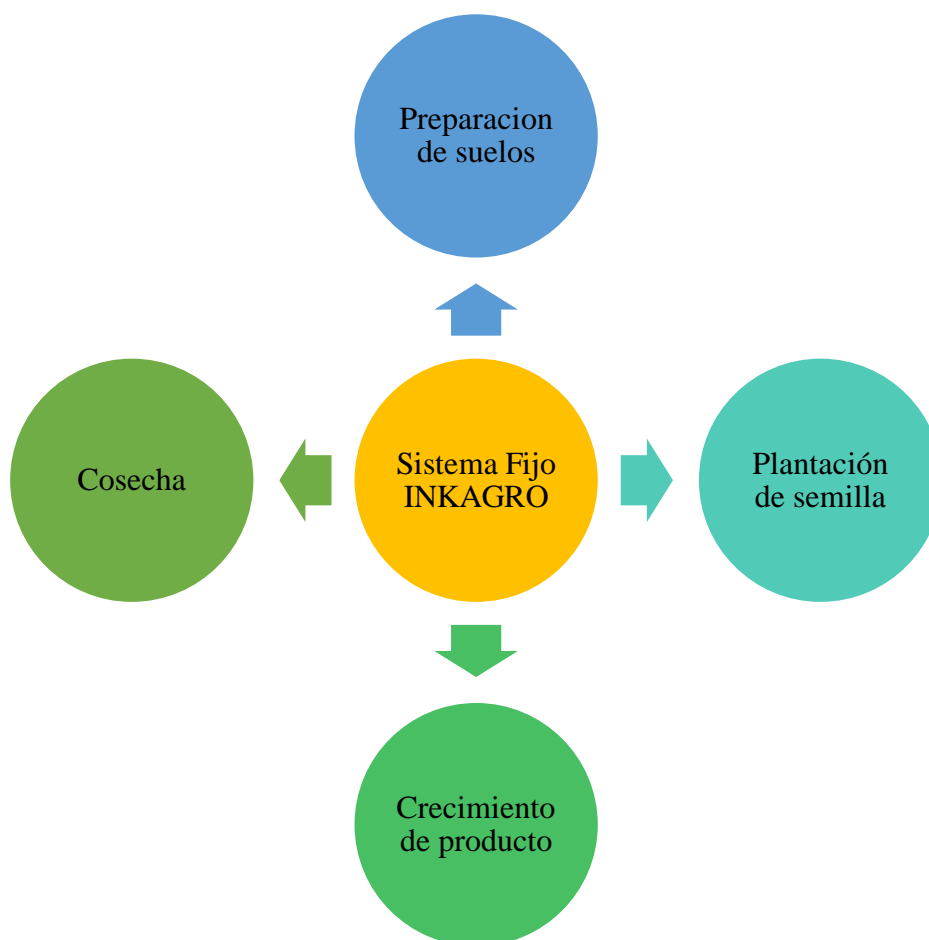 Preparacion
de suelos
Cosecha
Sistema Fijo
INKAGRO
Plantación
de semilla
Crecimiento
de producto